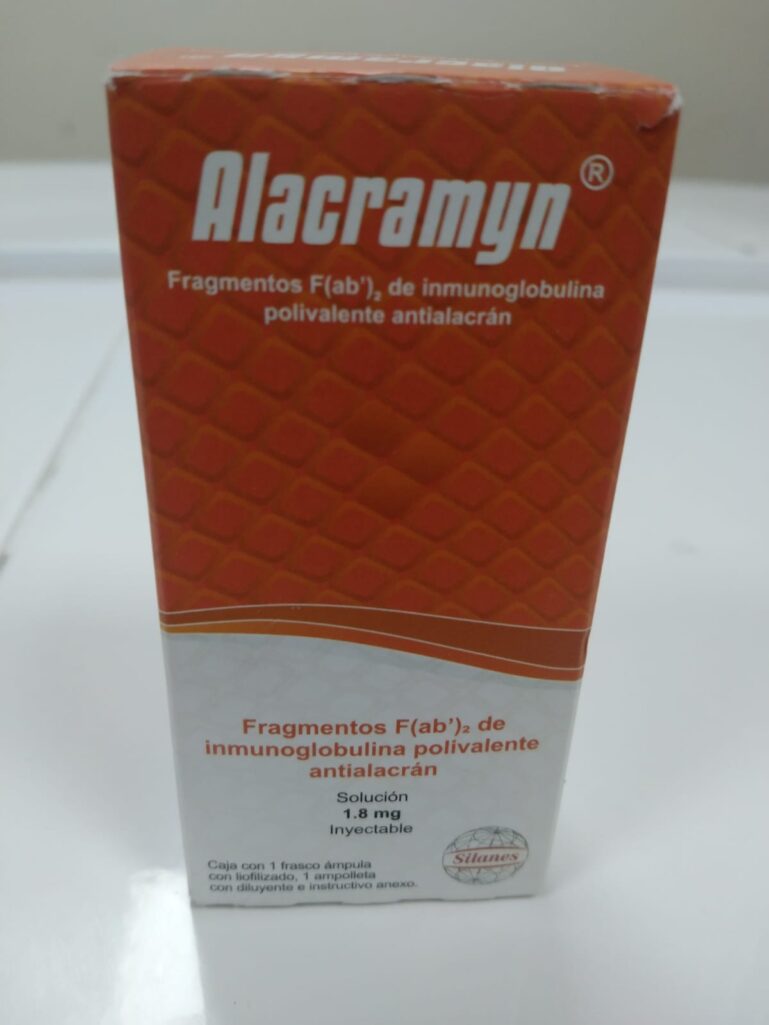 Alacramyn®
Fragmentos F(ab')₂ de inmunoglobulina
polivalente antialacrán
Fragmentos F(ab')₂ de
inmunoglobulina polivalente
antialacrán
Solución
1.8 mg
Inyectable
Silanes
Caja con 1 frasco ámpula
con liofilizado, 1 ampolleta
con diluyente e instructivo anexo.